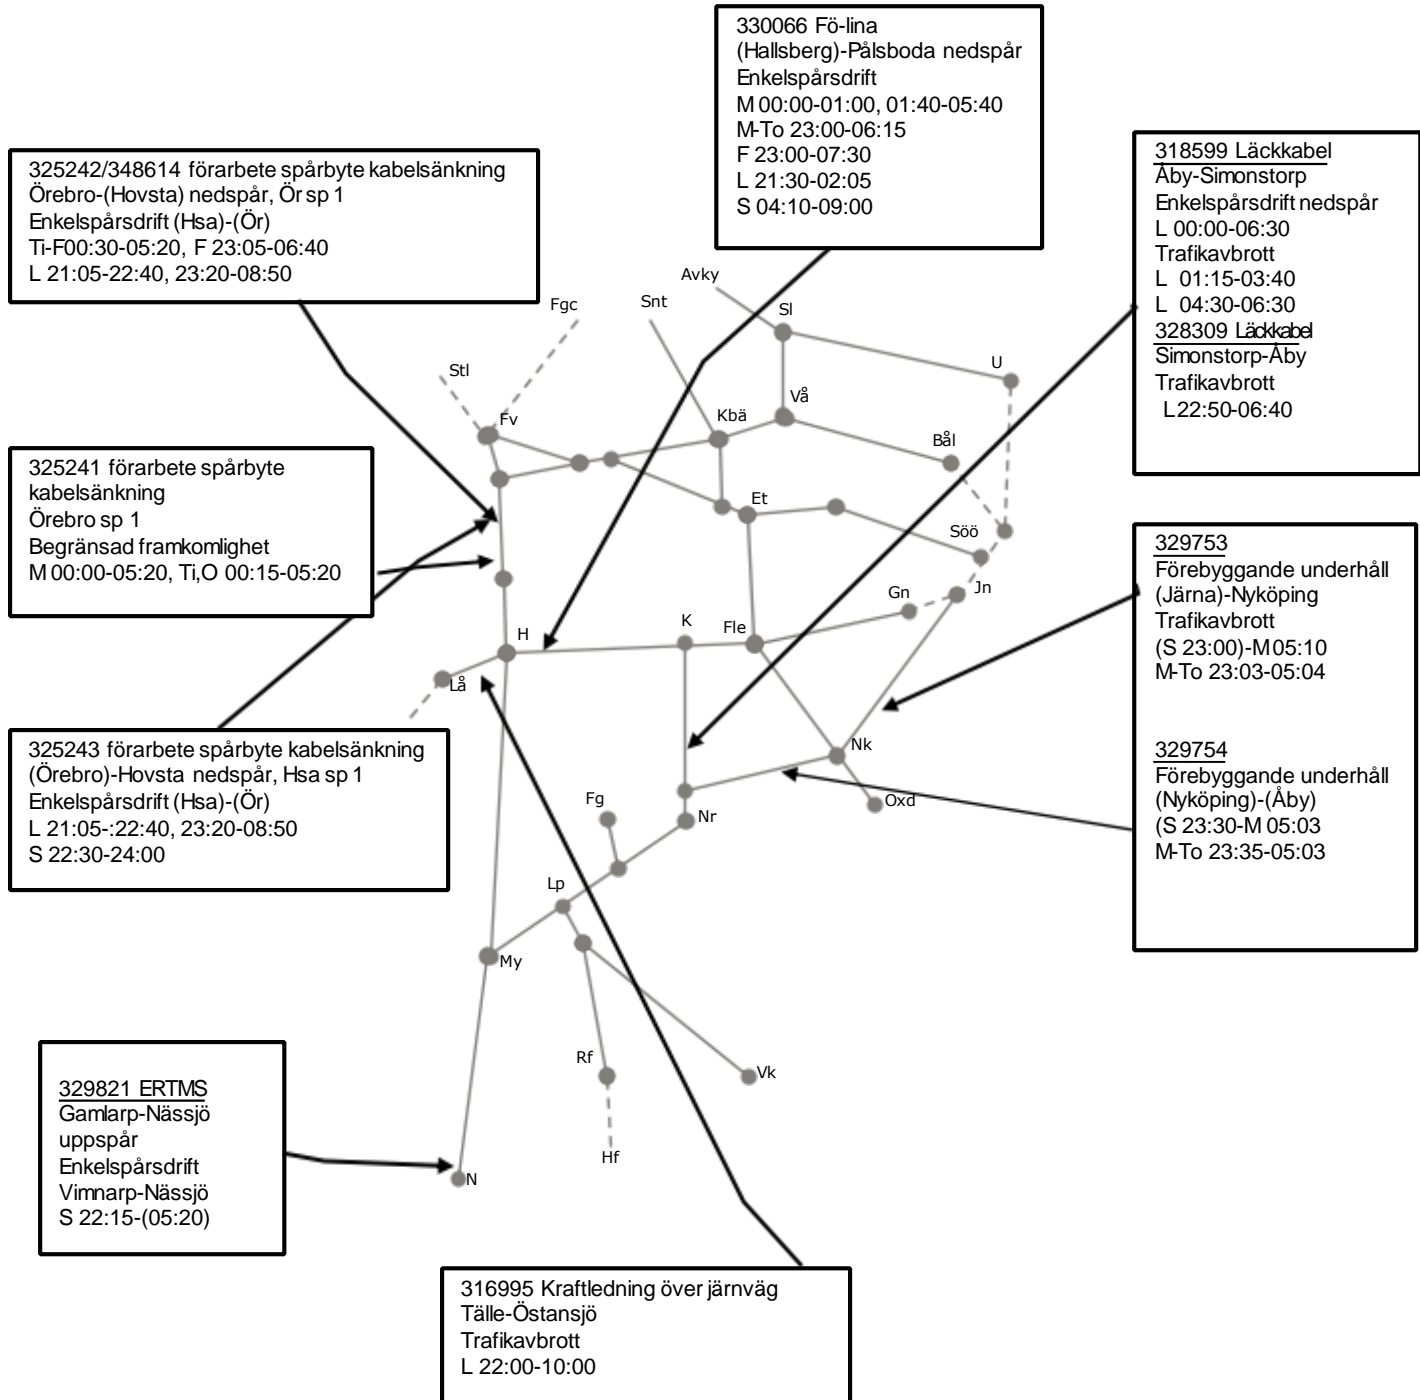 330066 Fö-lina
(Hallsberg)-Pålsboda nedspår
Enkelspårsdrift
M 00:00-01:00, 01:40-05:40
M-To 23:00-06:15
F 23:00-07:30
L 21:30-02:05
S 04:10-09:00
325242/348614 förarbete spårbyte kabelsänkning
Örebro-(Hovsta) nedspår, Ör sp 1
Enkelspårsdrift (Hsa)-(Ör)
Ti-F00:30-05:20, F 23:05-06:40
L 21:05-22:40, 23:20-08:50
318599 Läckkabel
Åby-Simonstorp
Enkelspårsdrift nedspår
L 00:00-06:30
Trafikavbrott
L 01:15-03:40
L 04:30-06:30
328309 Läckkabel
Simonstorp-Åby
Trafikavbrott
L22:50-06:40
Avky
Snt
Fgc
Sl
Stl
U
Vå
Fv
Kbä
Bål
325241 förarbete spårbyte
kabelsänkning
Örebro sp 1
Begränsad framkomlighet
M 00:00-05:20, Ti,O 00:15-05:20
Et
Söö
Jn
Gn
H
K
Fle
Lå
329753
Förebyggande underhåll
(Järna)-Nyköping
Trafikavbrott
(S 23:00)-M 05:10
M-To 23:03-05:04
329754
Förebyggande underhåll
(Nyköping)-(Åby)
(S 23:30-M 05:03
M-To 23:35-05:03
325243 förarbete spårbyte kabelsänkning
(Örebro)-Hovsta nedspår, Hsa sp 1
Enkelspårsdrift (Hsa)-(Ör)
L 21:05-:22:40, 23:20-08:50
S 22:30-24:00
Nk
Oxd
Fg
Nr
Lp
My
Rf
Vk
Hf
N
329821 ERTMS
Gamlarp-Nässjö
uppspår
Enkelspårsdrift
Vimnarp-Nässjö
S 22:15-(05:20)
316995 Kraftledning över järnväg
Tälle-Östansjö
Trafikavbrott
L 22:00-10:00